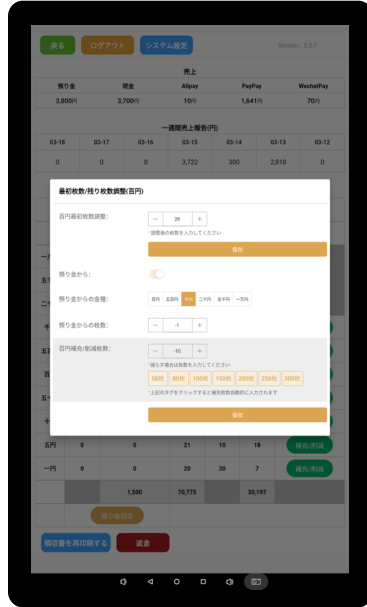 戻る ログアウト システム設定 Version: 2.3.7
売上
預り金 現金 Alipay PayPay WechatPay
3,800円 3,700円 10円 1,641円 70円
一週間売上報告(円)
03-18 03-17 03-16 03-15 03-14 03-13 03-12
0 0 0 3,722 300 2,810 0
最初枚数/残り枚数調整(百円)
百円最初枚数調整: − 28 +
*調整後の枚数を入力してください
保存
預り金から:
預り金からの金種: 百円 五百円 千円 二千円 五千円 一万円
預り金からの枚数: − -1 +
百円補充/削減枚数: − -10 +
*減らす場合は枚数を入力してください
50枚 80枚 100枚 150枚 200枚 250枚 300枚
*上記のタグをクリックすると補充枚数自動的に入力されます
保存
五円 0 0 21 10 18 補充/削減
一円 0 0 20 30 7 補充/削減
1,500 70,775 30,197
預り金回収
領収書を再印刷する 返金